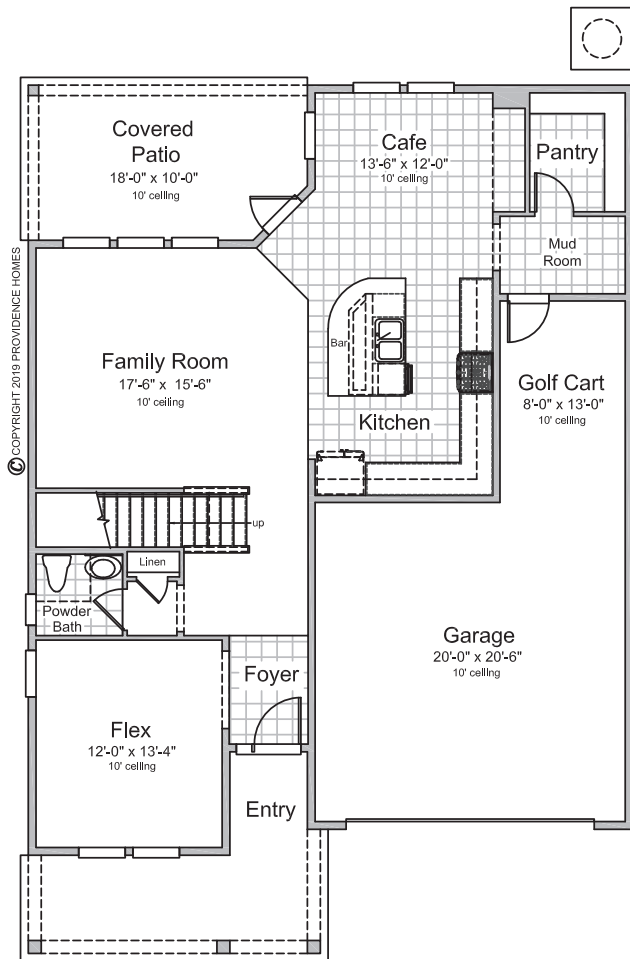 Covered
Patio
18'-0" x 10'-0"
10' ceiling
Cafe
13'-6" x 12'-0"
10' ceiling
Pantry
Mud
Room
© COPYRIGHT 2019 PROVIDENCE HOMES
Family Room
17'-6" x 15'-6"
10' ceiling
Bar
Kitchen
Golf Cart
8'-0" x 13'-0"
10' ceiling
up
Linen
Powder
Bath
Foyer
Garage
20'-0" x 20'-6"
10' ceiling
Flex
12'-0" x 13'-4"
10' ceiling
Entry